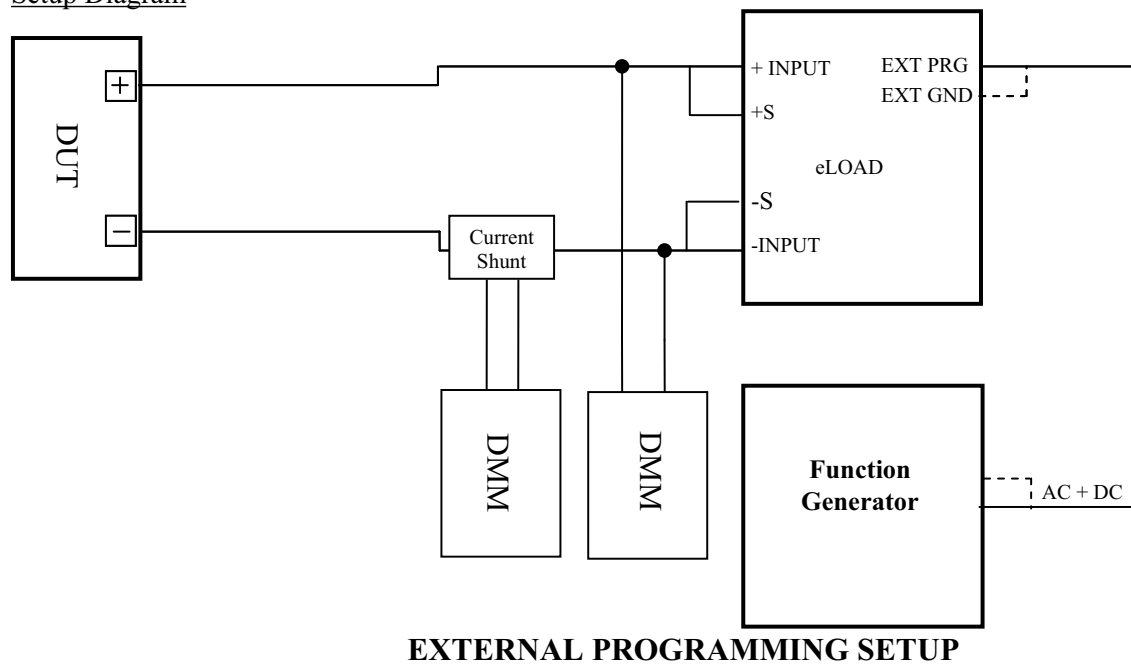 Setup Diagram
+
DUT
−
+ INPUT
EXT PRG
EXT GND
+S
eLOAD
-S
-INPUT
Current
Shunt
DMM
DMM
Function
Generator
AC + DC
EXTERNAL PROGRAMMING SETUP